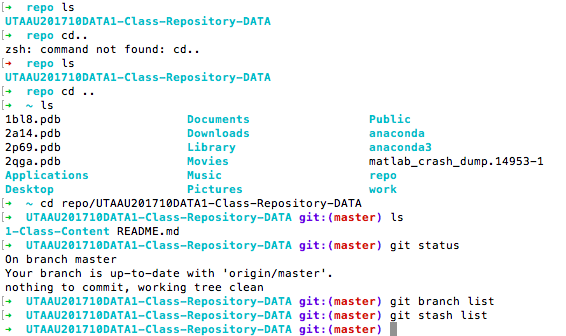 [➜ repo ls
UTAAU201710DATA1-Class-Repository-DATA
[➜ repo cd..
zsh: command not found: cd..
[➜ repo ls
UTAAU201710DATA1-Class-Repository-DATA
[➜ repo cd ..
[➜ ~ ls
1bl8.pdb Documents Public
2a14.pdb Downloads anaconda
2p69.pdb Library anaconda3
2qga.pdb Movies matlab_crash_dump.14953-1
Applications Music repo
Desktop Pictures work
[➜ ~ cd repo/UTAAU201710DATA1-Class-Repository-DATA
[➜ UTAAU201710DATA1-Class-Repository-DATA git:(master) ls
1-Class-Content README.md
[➜ UTAAU201710DATA1-Class-Repository-DATA git:(master) git status
On branch master
Your branch is up-to-date with 'origin/master'.
nothing to commit, working tree clean
[➜ UTAAU201710DATA1-Class-Repository-DATA git:(master) git branch list
[➜ UTAAU201710DATA1-Class-Repository-DATA git:(master) git stash list
➜ UTAAU201710DATA1-Class-Repository-DATA git:(master)